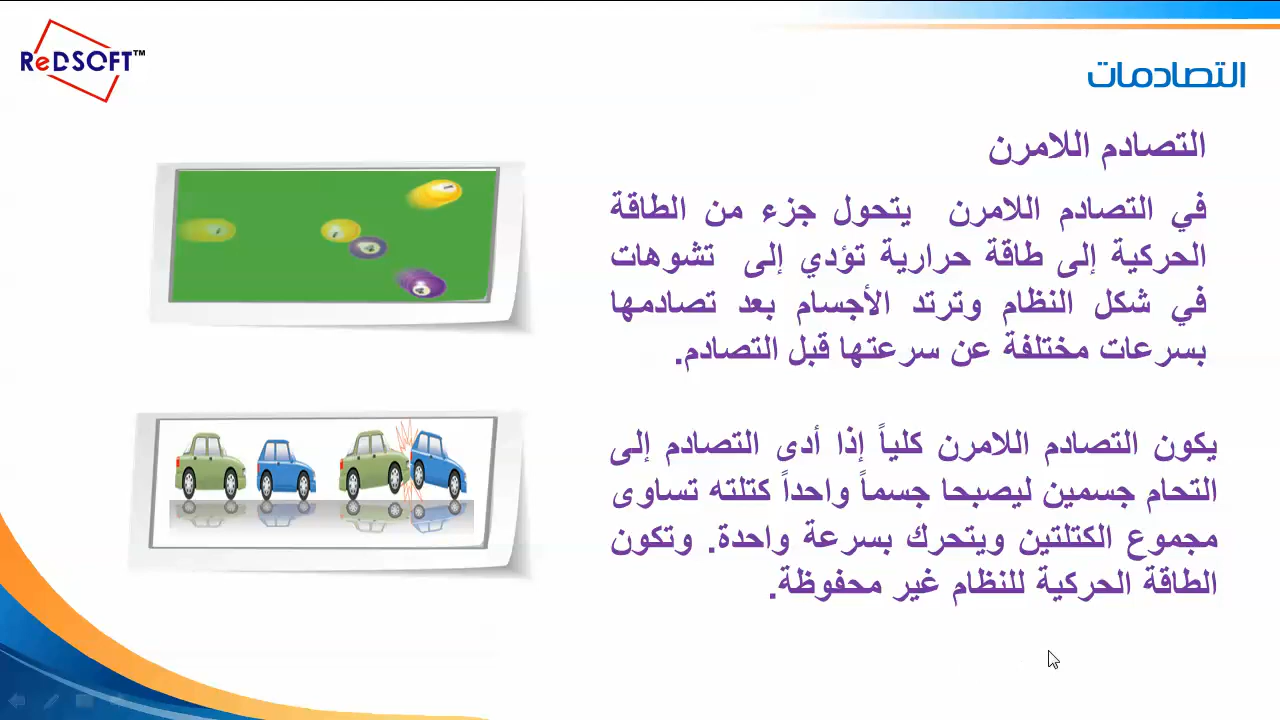 ReDSOFT™
التصادمات
التصادم اللامرن
في التصادم اللامرن يتحول جزء من الطاقة
الحركية إلى طاقة حرارية تؤدي إلى تشوهات
في شكل النظام وترتد الأجسام بعد تصادمها
بسرعات مختلفة عن سرعتها قبل التصادم.
يكون التصادم اللامرن كلياً إذا أدى التصادم إلى
التحام جسمين ليصبحا جسماً واحداً كتلته تساوى
مجموع الكتلتين ويتحرك بسرعة واحدة. وتكون
الطاقة الحركية للنظام غير محفوظة.